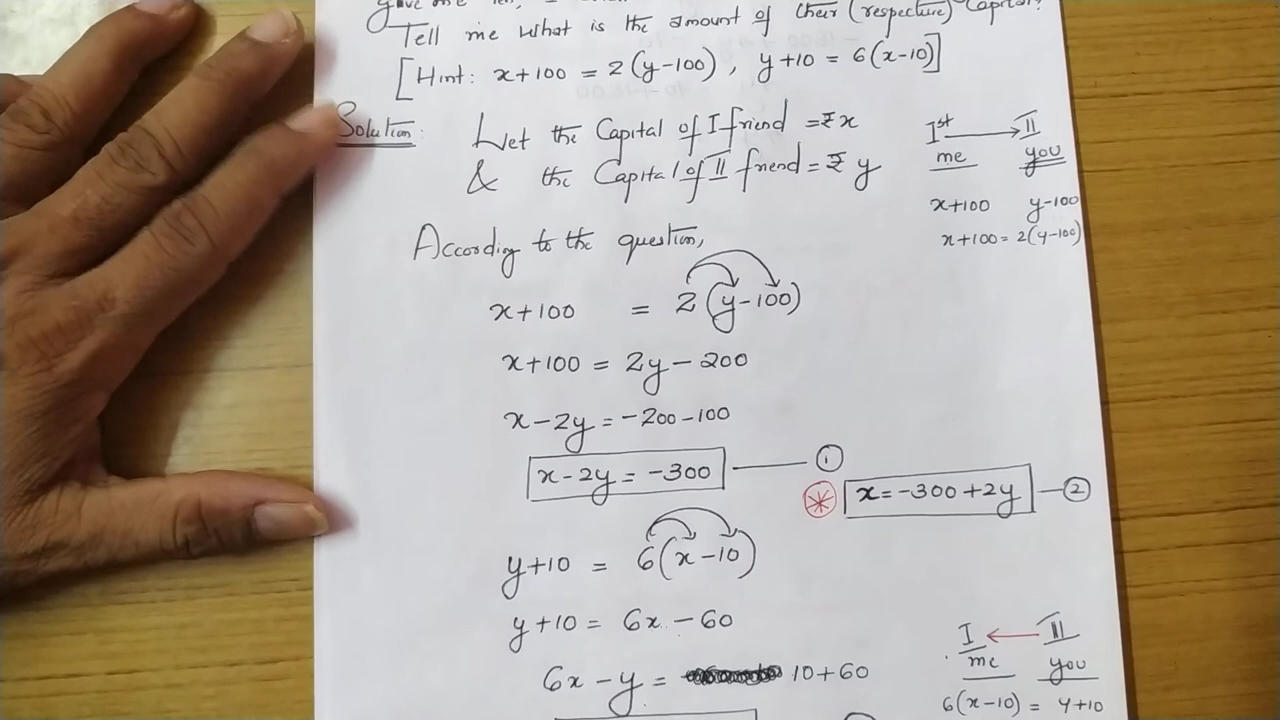 Tell me what is the amount of their (respective) Capital?
[Hint: x+100 = 2(y-100), y+10 = 6(x-10)]
Solution:
Let the Capital of I friend = ₹ x
& the Capital of II friend = ₹ y
Ist → II
me you
x+100 y-100
x+100 = 2(y-100)
According to the question,
x+100 = 2(y-100)
x+100 = 2y - 200
x-2y = -200-100
x-2y = -300 — ①
x = -300+2y — ②
y+10 = 6(x-10)
y+10 = 6x - 60
6x - y = 10+60
I ← II
me you
6(x-10) = y+10